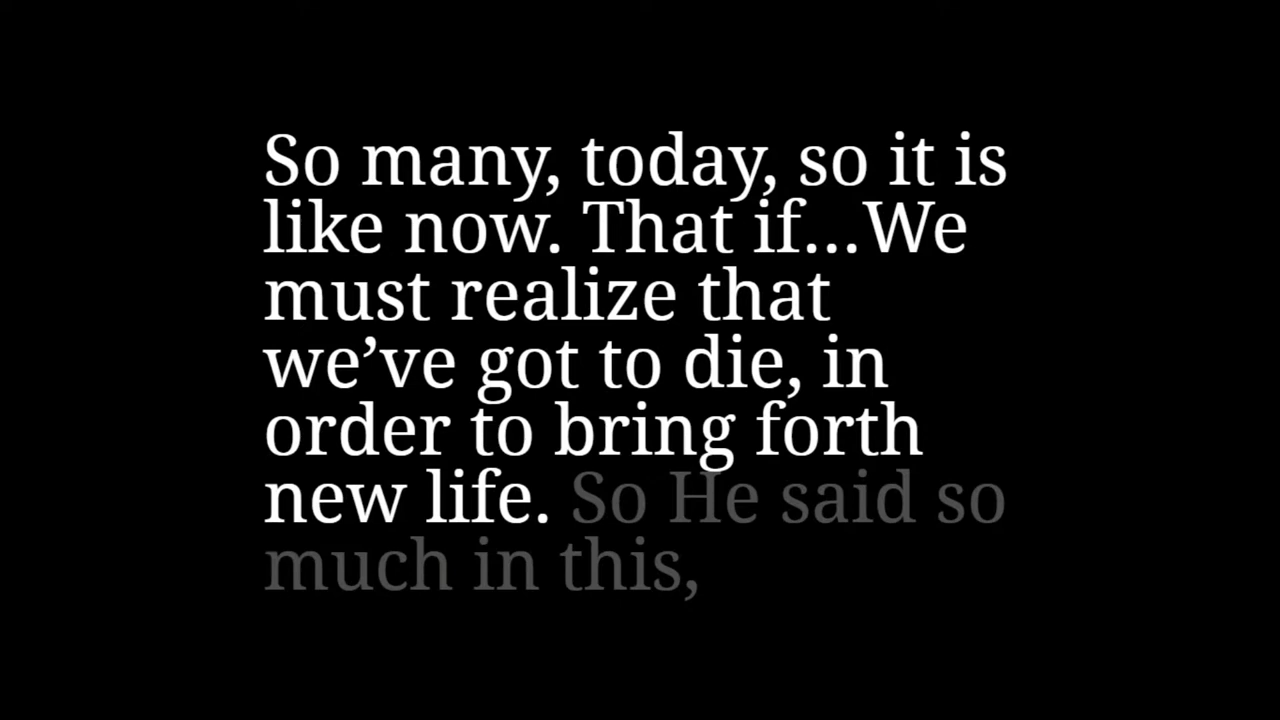 So many, today, so it is
like now. That if...We
must realize that
we’ve got to die, in
order to bring forth
new life. So He said so
much in this,